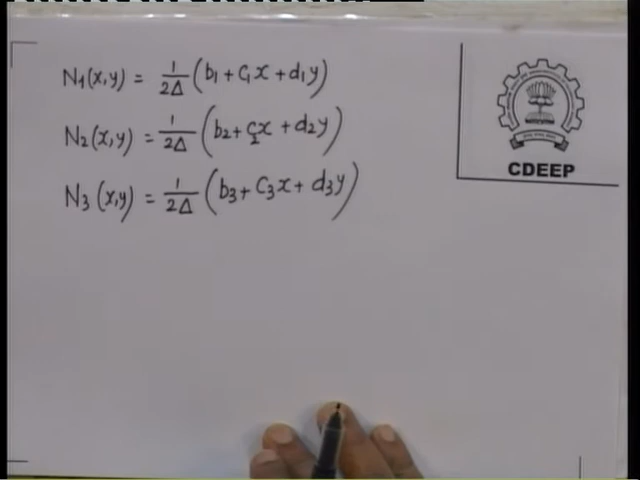 N₁(x,y) = 1/2Δ (b₁ + c₁x + d₁y)
N₂(x,y) = 1/2Δ (b₂ + c₂x + d₂y)
N₃(x,y) = 1/2Δ (b₃ + c₃x + d₃y)
CDEEP